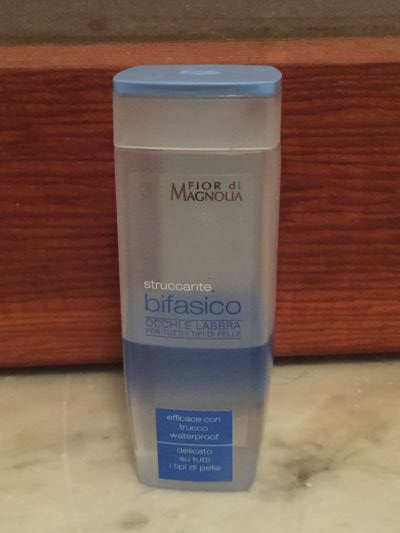 FIOR di
MAGNOLIA
struccante
bifasico
OCCHI E LABBRA
PER TUTTI I TIPI DI PELLE
efficace con
trucco
waterproof
delicato
su tutti
i tipi di pelle